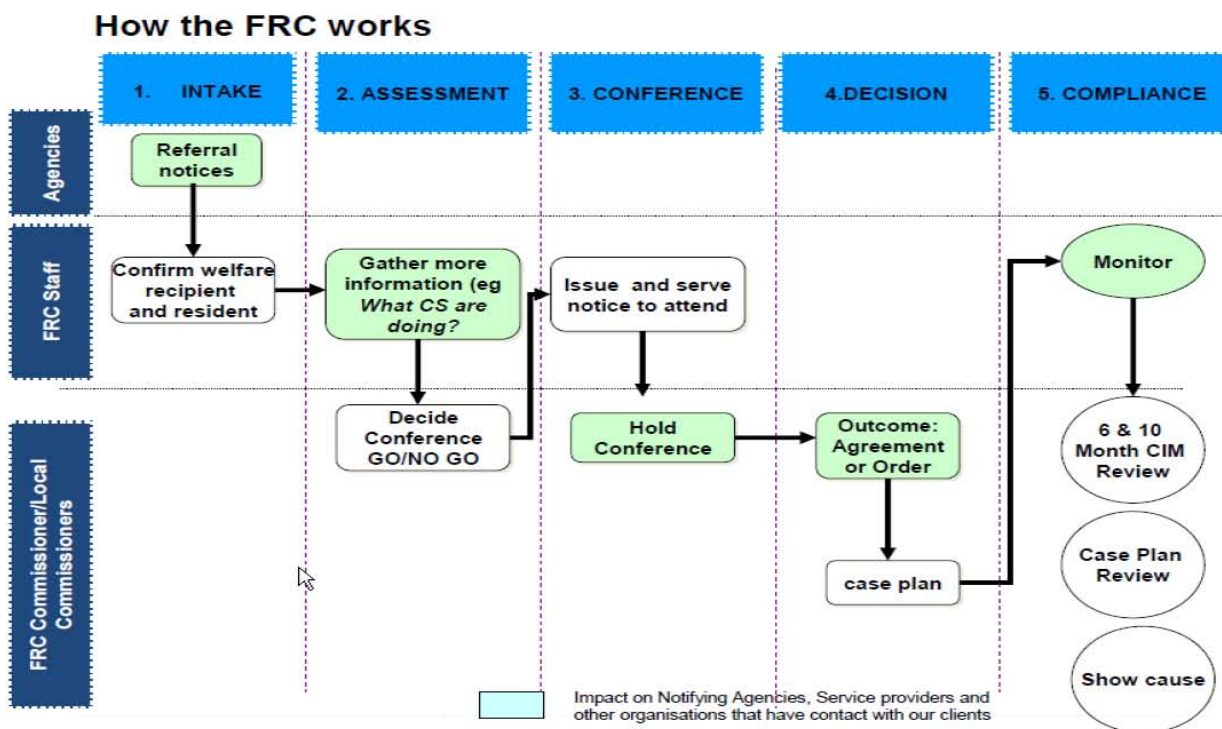 How the FRC works
1. INTAKE
2. ASSESSMENT
3. CONFERENCE
4.DECISION
5. COMPLIANCE
Agencies
Referral
notices
FRC Staff
Confirm welfare
recipient
and resident
Gather more
information (eg
What CS are
doing?
Issue and serve
notice to attend
Monitor
FRC Commissioner/Local
Commissioners
Decide
Conference
GO/NO GO
Hold
Conference
Outcome:
Agreement
or Order
case plan
6 & 10
Month CIM
Review
Case Plan
Review
Show cause
Impact on Notifying Agencies, Service providers and
other organisations that have contact with our clients